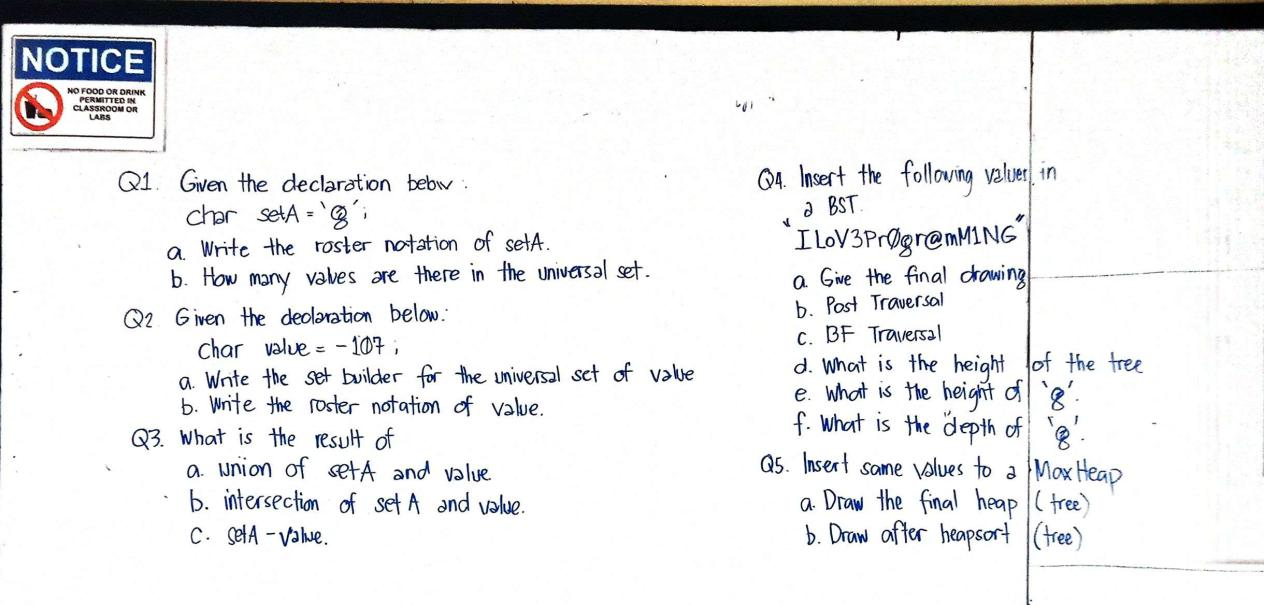 NOTICE
NO FOOD OR DRINK
PERMITTED IN
CLASSROOM OR
LABS
Q1. Given the declaration below:
char setA = 'g';
a. Write the roster notation of setA.
b. How many values are there in the universal set.
Q2 Given the declaration below:
Char value = -107;
a. Write the set builder for the universal set of value
b. Write the roster notation of value.
Q3. What is the result of
a. union of setA and value
b. intersection of set A and value.
C. setA - value.
Q4. Insert the following values in
a BST.
"ILoV3Pr0gr@mM1NG"
a. Give the final drawing
b. Post Traversal
c. BF Traversal
d. What is the height of the tree
e. What is the height of 'g'.
f. What is the depth of 'g'.
Q5. Insert same values to a Max Heap
a. Draw the final heap (tree)
b. Draw after heapsort (tree)